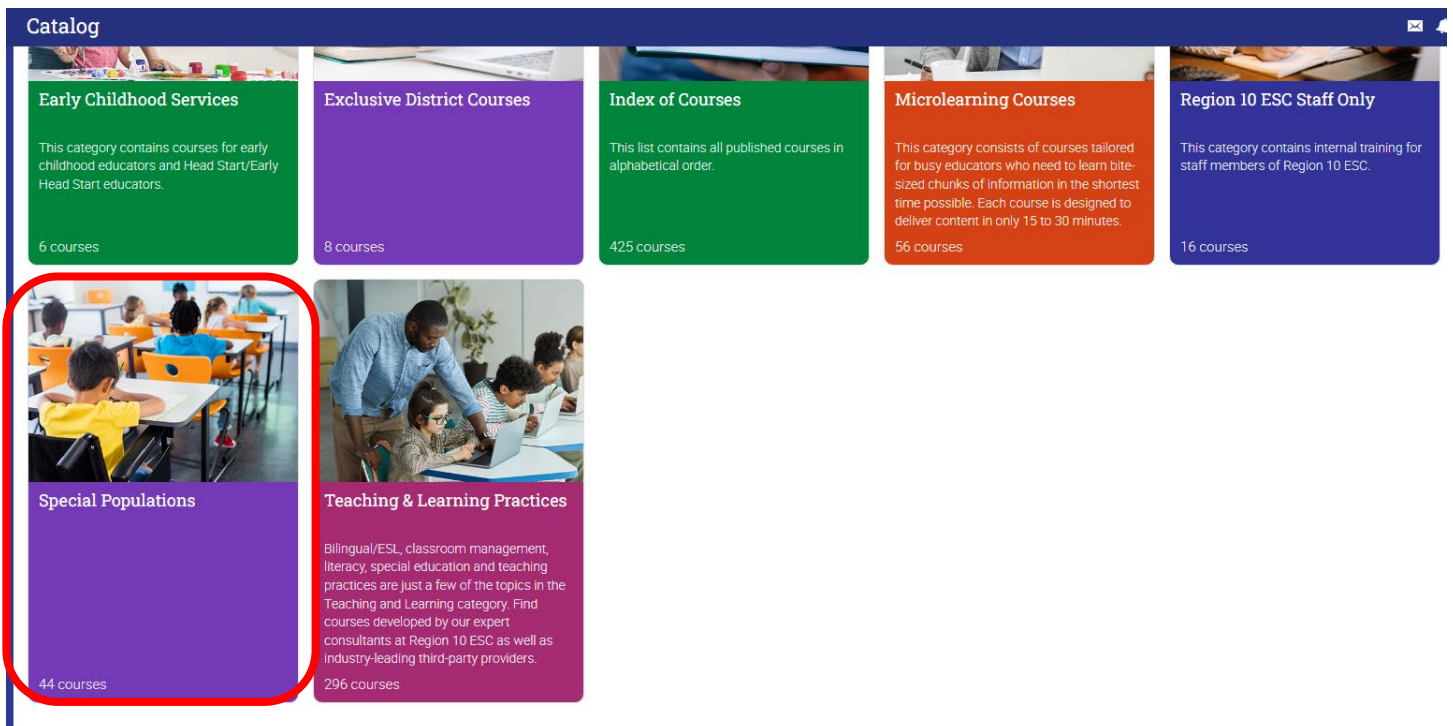 Catalog
Early Childhood Services
This category contains courses for early
childhood educators and Head Start/Early
Head Start educators.
6 courses
Exclusive District Courses
8 courses
Index of Courses
This list contains all published courses in
alphabetical order.
425 courses
Microlearning Courses
This category consists of courses tailored
for busy educators who need to learn bite-
sized chunks of information in the shortest
time possible. Each course is designed to
deliver content in only 15 to 30 minutes.
56 courses
Region 10 ESC Staff Only
This category contains internal training for
staff members of Region 10 ESC.
16 courses
Special Populations
44 courses
Teaching & Learning Practices
Bilingual/ESL, classroom management,
literacy, special education and teaching
practices are just a few of the topics in the
Teaching and Learning category. Find
courses developed by our expert
consultants at Region 10 ESC as well as
industry-leading third-party providers.
296 courses